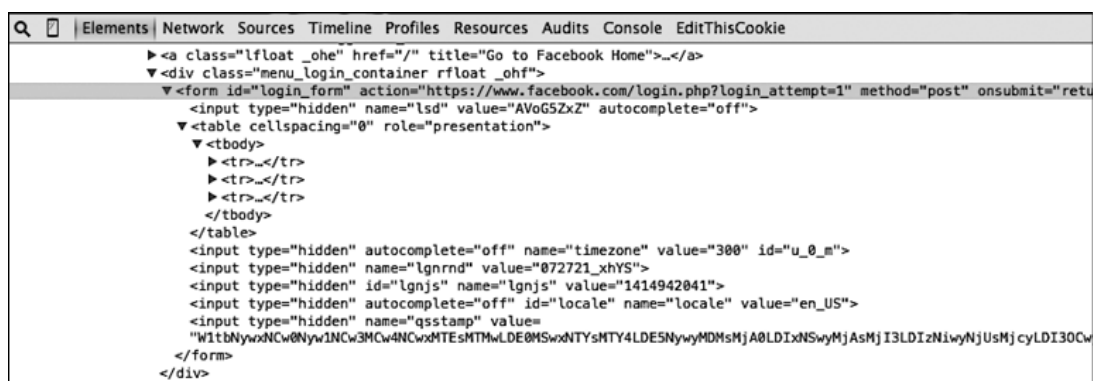 Elements Network Sources Timeline Profiles Resources Audits Console EditThisCookie
▶<a class="lfloat _ohe" href="/" title="Go to Facebook Home">…</a>
▼<div class="menu_login_container rfloat _ohf">
▼<form id="login_form" action="https://www.facebook.com/login.php?login_attempt=1" method="post" onsubmit="retu
<input type="hidden" name="lsd" value="AVoG5ZxZ" autocomplete="off">
▼<table cellspacing="0" role="presentation">
▼<tbody>
▶<tr>…</tr>
▶<tr>…</tr>
▶<tr>…</tr>
</tbody>
</table>
<input type="hidden" autocomplete="off" name="timezone" value="300" id="u_0_m">
<input type="hidden" name="lgnrnd" value="072721_xhYS">
<input type="hidden" id="lgnjs" name="lgnjs" value="1414942041">
<input type="hidden" autocomplete="off" id="locale" name="locale" value="en_US">
<input type="hidden" name="qsstamp" value=
"W1tbNywxNCw0Nyw1NCw3MCw4NCwxMTEsMTMwLDE0MSwxNTYsMTY4LDE5NywyMDMsMjA0LDIxNSwyMjAsMjI3LDIzNiwyNjUsMjcyLDI3OCw
</form>
</div>